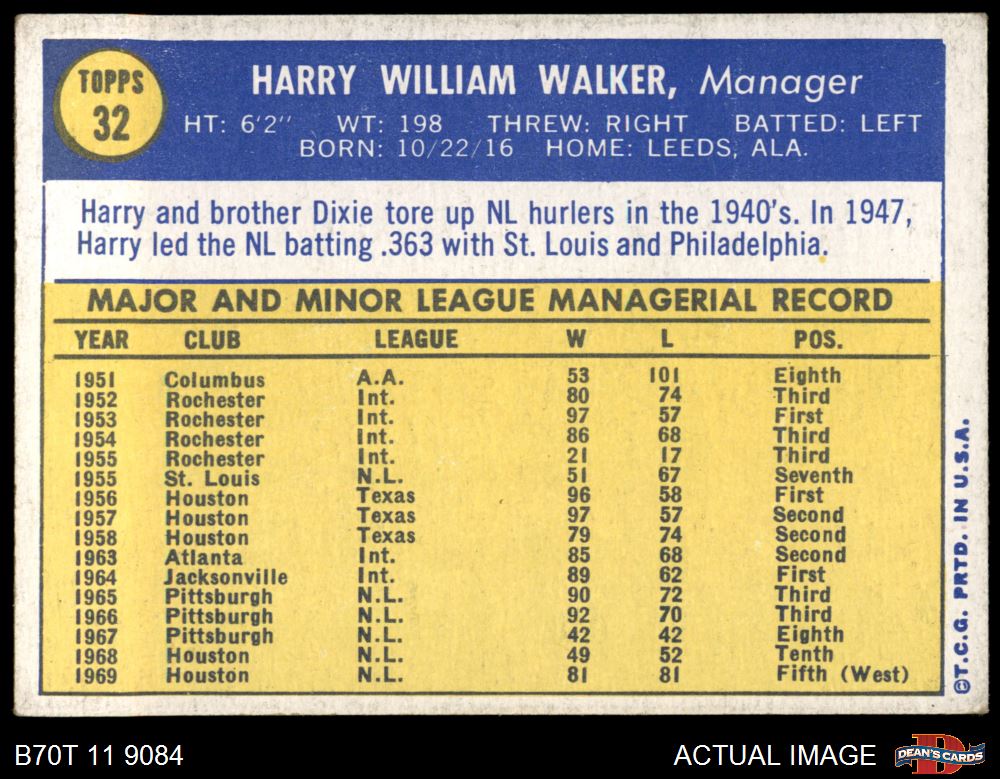 TOPPS
32
HARRY WILLIAM WALKER, Manager
HT: 6'2" WT: 198 THREW: RIGHT BATTED: LEFT
BORN: 10/22/16 HOME: LEEDS, ALA.
Harry and brother Dixie tore up NL hurlers in the 1940's. In 1947,
Harry led the NL batting .363 with St. Louis and Philadelphia.
MAJOR AND MINOR LEAGUE MANAGERIAL RECORD
YEAR CLUB LEAGUE W L POS.
1951 Columbus A.A. 53 101 Eighth
1952 Rochester Int. 80 74 Third
1953 Rochester Int. 97 57 First
1954 Rochester Int. 86 68 Third
1955 Rochester Int. 21 17 Third
1955 St. Louis N.L. 51 67 Seventh
1956 Houston Texas 96 58 First
1957 Houston Texas 97 57 Second
1958 Houston Texas 79 74 Second
1963 Atlanta Int. 85 68 Second
1964 Jacksonville Int. 89 62 First
1965 Pittsburgh N.L. 90 72 Third
1966 Pittsburgh N.L. 92 70 Third
1967 Pittsburgh N.L. 42 42 Eighth
1968 Houston N.L. 49 52 Tenth
1969 Houston N.L. 81 81 Fifth (West)
©T.C.G. PRTD. IN U.S.A.
B70T 11 9084
ACTUAL IMAGE
DEAN'S CARDS